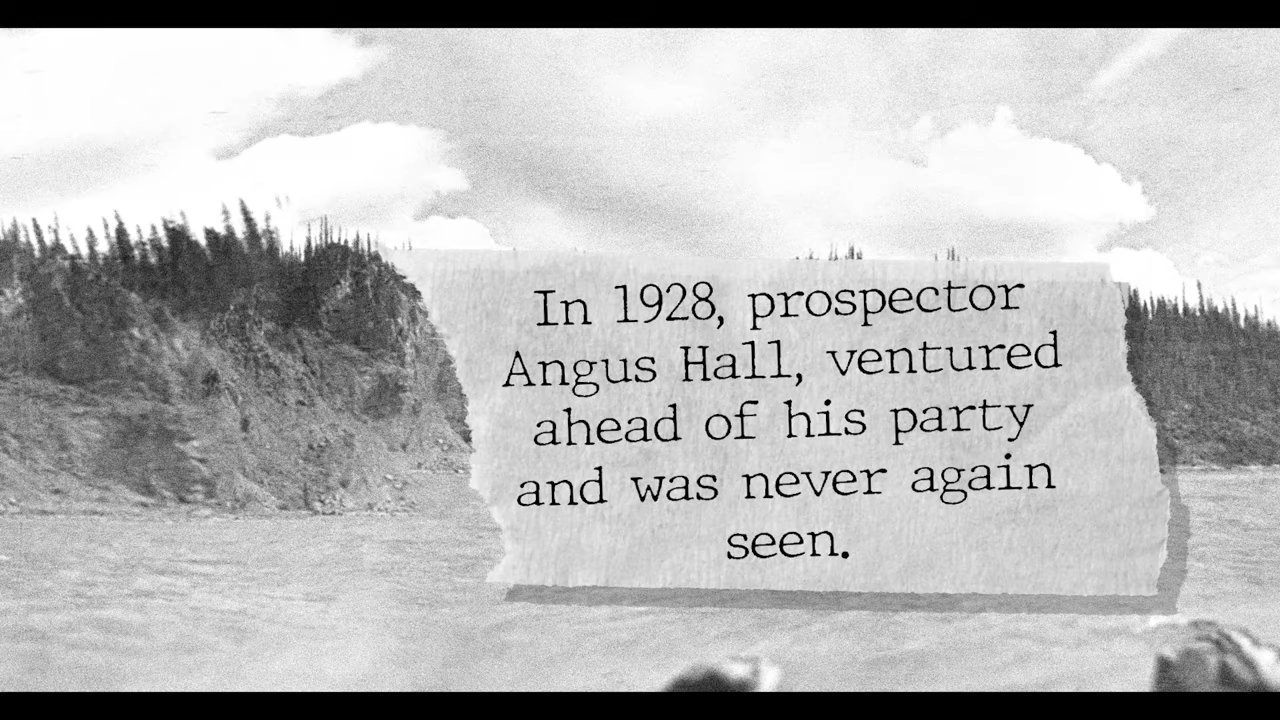 In 1928, prospector
Angus Hall, ventured
ahead of his party
and was never again
seen.